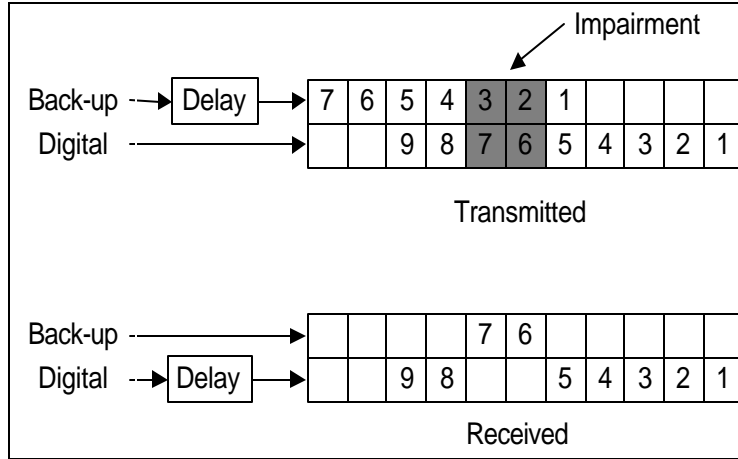 Impairment
Back-up Delay 7 6 5 4 3 2 1
Digital 9 8 7 6 5 4 3 2 1
Transmitted
Back-up 7 6
Digital Delay 9 8 5 4 3 2 1
Received